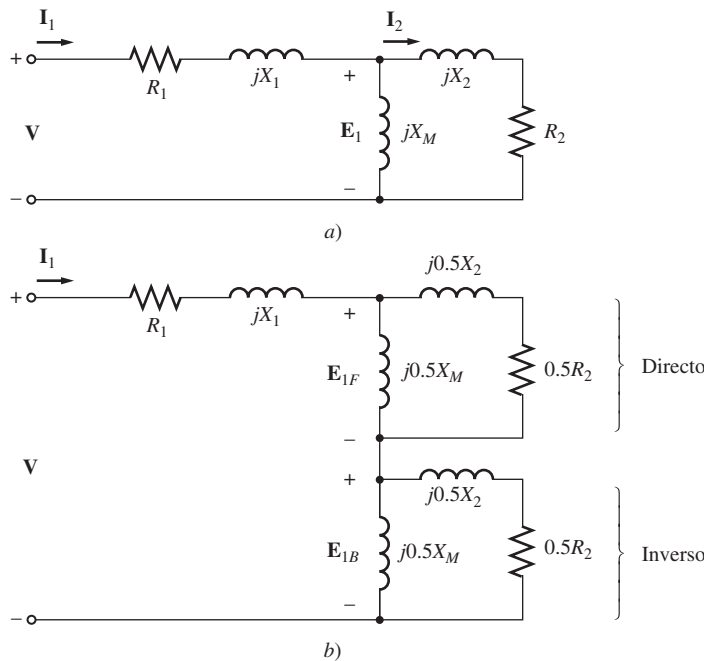 I1 I2
+ R1 jX1 + jX2
V E1 jXM R2
– –
a)
I1 j0.5X2
+ R1 jX1 +
E1F j0.5XM 0.5R2 Directo
–
V +
j0.5X2
E1B j0.5XM 0.5R2 Inverso
– –
b)